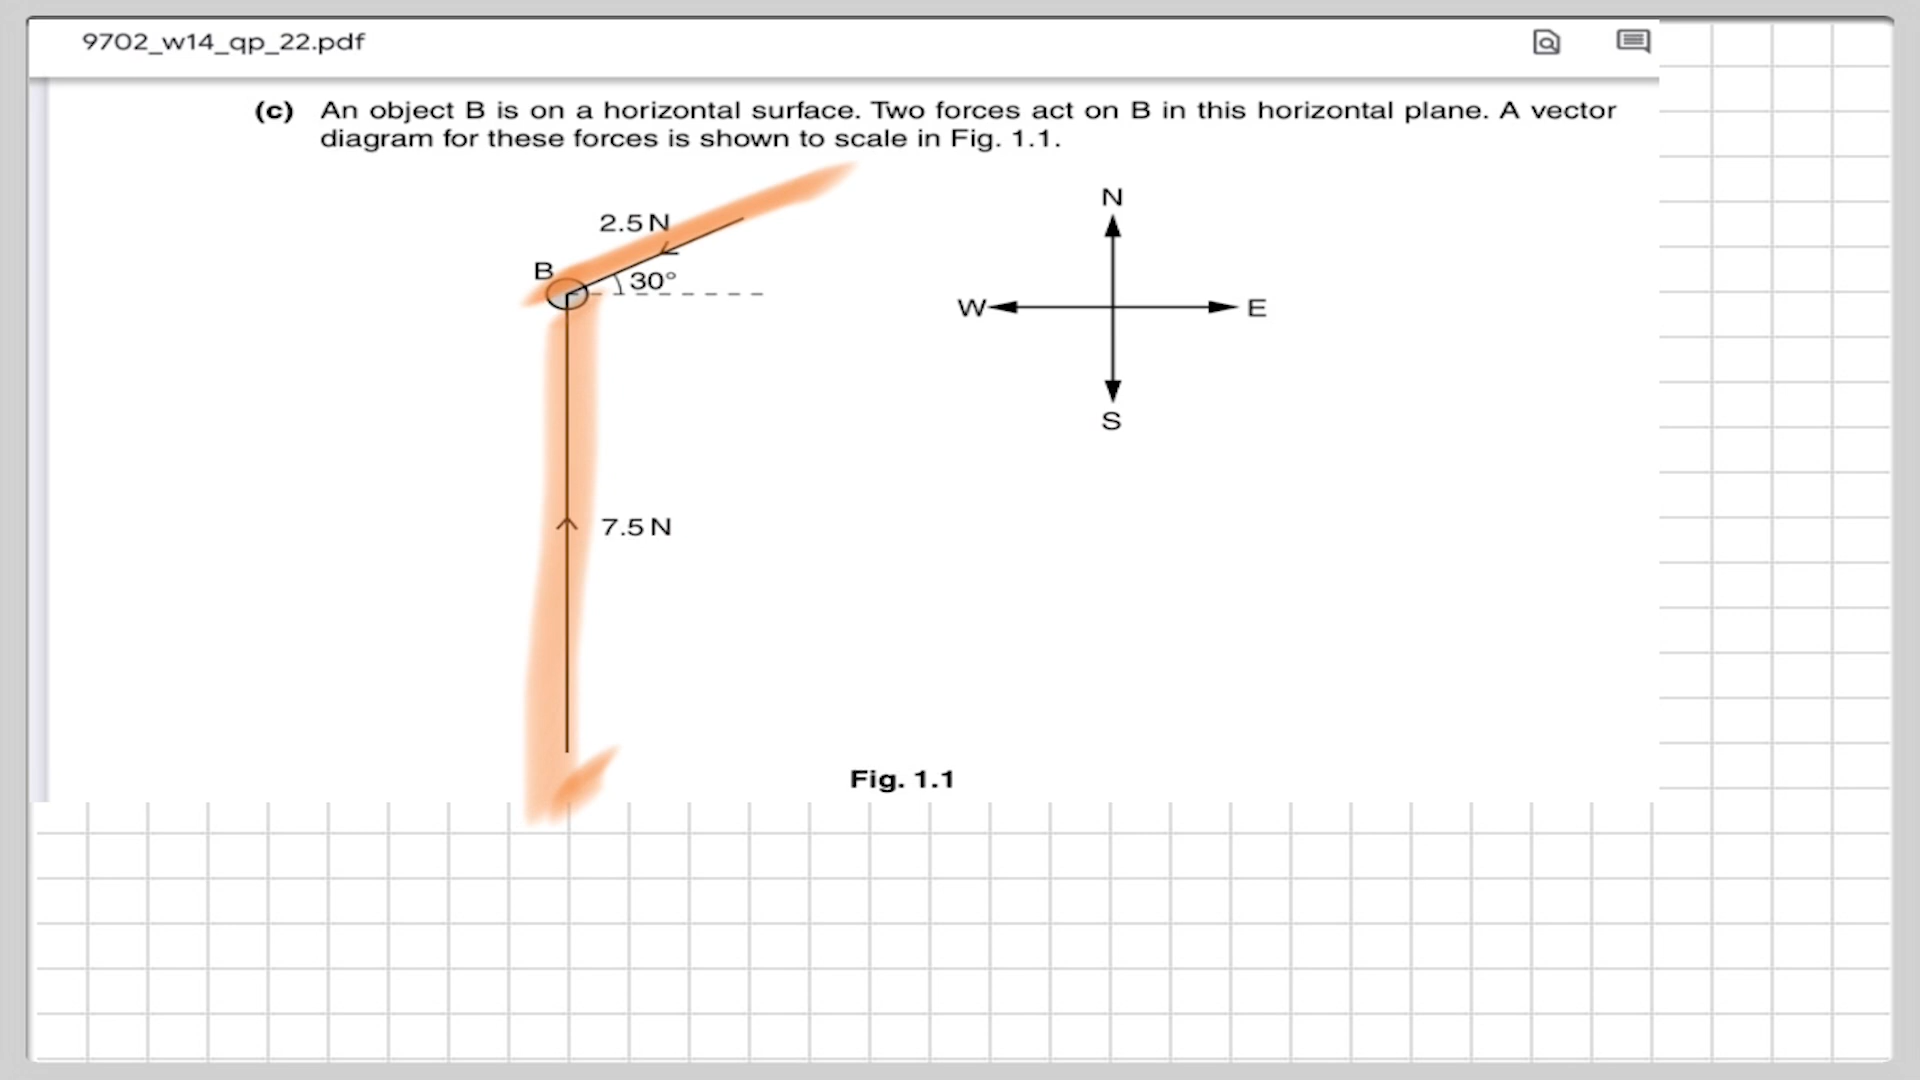 9702_w14_qp_22.pdf
(c) An object B is on a horizontal surface. Two forces act on B in this horizontal plane. A vector
diagram for these forces is shown to scale in Fig. 1.1.
N
2.5 N
B
30°
W
E
S
7.5 N
Fig. 1.1